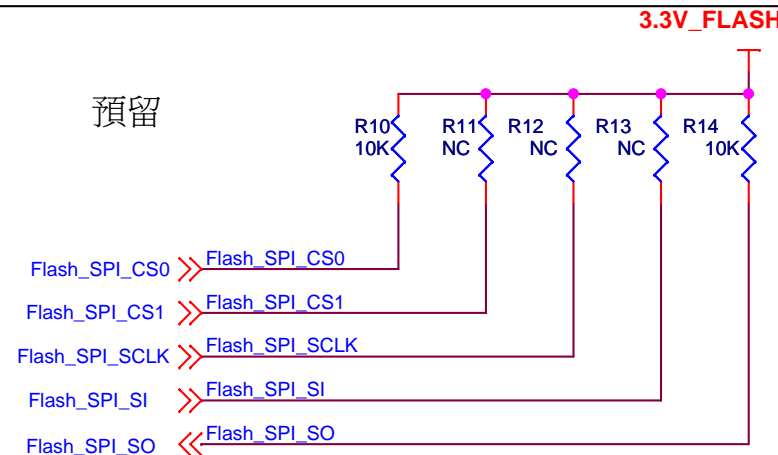 3.3V_FLASH
預留
R10
10K
R11
NC
R12
NC
R13
NC
R14
10K
Flash_SPI_CS0 Flash_SPI_CS0
Flash_SPI_CS1 Flash_SPI_CS1
Flash_SPI_SCLK Flash_SPI_SCLK
Flash_SPI_SI Flash_SPI_SI
Flash_SPI_SO Flash_SPI_SO